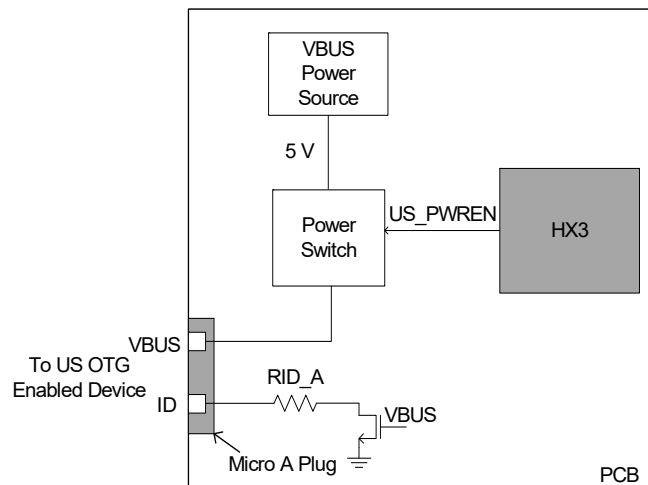 VBUS
Power
Source
5 V
US_PWREN
Power
Switch
HX3
VBUS
To US OTG
Enabled Device
RID_A
ID
VBUS
Micro A Plug
PCB